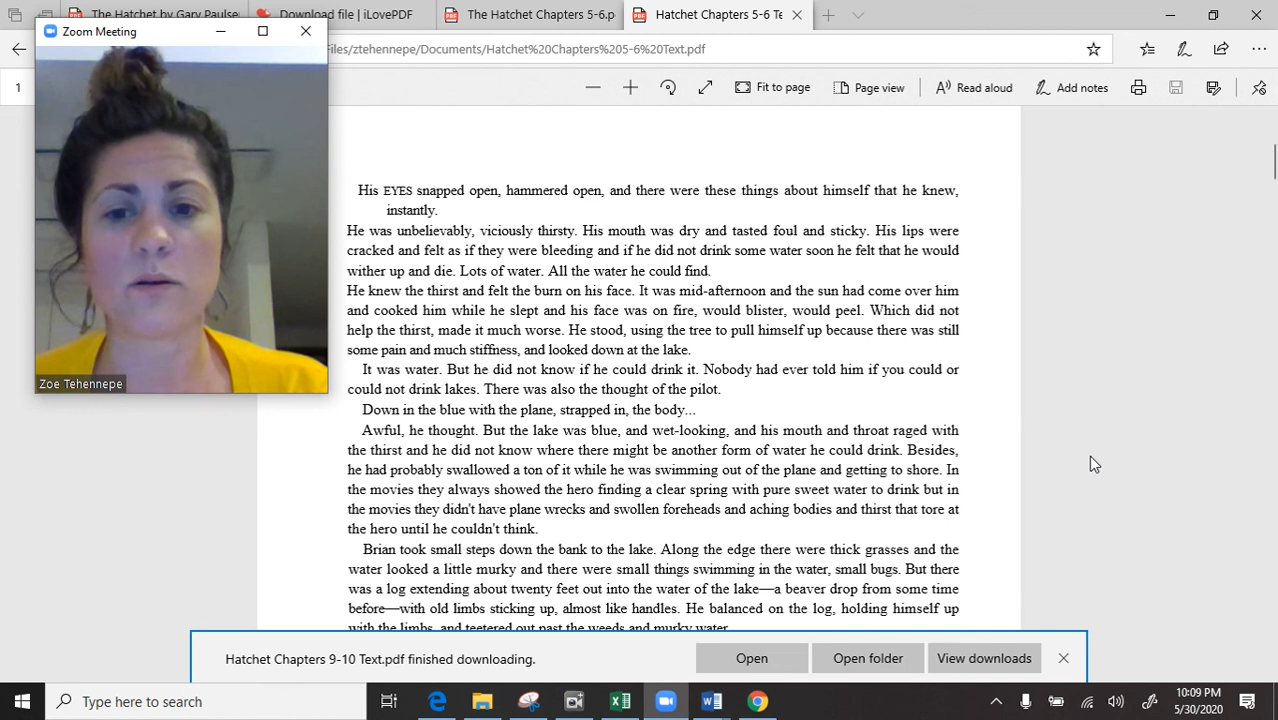 The Hatchet by Gary Paulse
Download file | iLovePDF
The Hatchet Chapters 5-6.p
Hatchet Chapters 5-6 Te
Zoom Meeting
Files/ztehennepe/Documents/Hatchet%20Chapters%205-6%20Text.pdf
1
Fit to page
Page view
Read aloud
Add notes
His EYES snapped open, hammered open, and there were these things about himself that he knew,
instantly.
He was unbelievably, viciously thirsty. His mouth was dry and tasted foul and sticky. His lips were
cracked and felt as if they were bleeding and if he did not drink some water soon he felt that he would
wither up and die. Lots of water. All the water he could find.
He knew the thirst and felt the burn on his face. It was mid-afternoon and the sun had come over him
and cooked him while he slept and his face was on fire, would blister, would peel. Which did not
help the thirst, made it much worse. He stood, using the tree to pull himself up because there was still
some pain and much stiffness, and looked down at the lake.
It was water. But he did not know if he could drink it. Nobody had ever told him if you could or
could not drink lakes. There was also the thought of the pilot.
Down in the blue with the plane, strapped in, the body...
Awful, he thought. But the lake was blue, and wet-looking, and his mouth and throat raged with
the thirst and he did not know where there might be another form of water he could drink. Besides,
he had probably swallowed a ton of it while he was swimming out of the plane and getting to shore. In
the movies they always showed the hero finding a clear spring with pure sweet water to drink but in
the movies they didn't have plane wrecks and swollen foreheads and aching bodies and thirst that tore at
the hero until he couldn't think.
Brian took small steps down the bank to the lake. Along the edge there were thick grasses and the
water looked a little murky and there were small things swimming in the water, small bugs. But there
was a log extending about twenty feet out into the water of the lake—a beaver drop from some time
before—with old limbs sticking up, almost like handles. He balanced on the log, holding himself up
with the limbs, and teetered out past the weeds and murky water.
Zoe Tehennepe
Hatchet Chapters 9-10 Text.pdf finished downloading.
Open
Open folder
View downloads
Type here to search
10:09 PM
5/30/2020